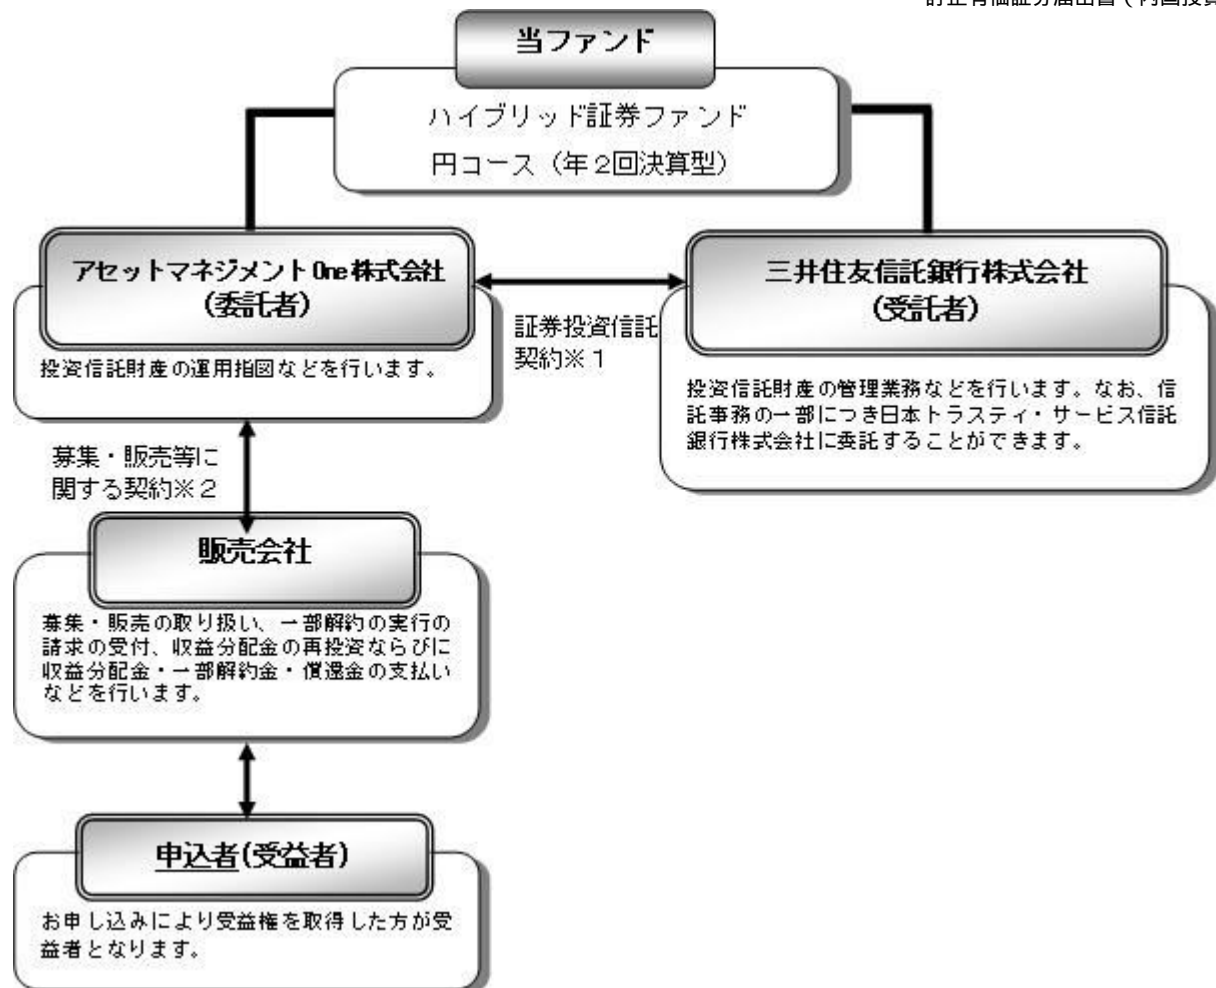 当ファンド
ハイブリッド証券ファンド
円コース（年２回決算型）
アセットマネジメントOne株式会社
（委託者）
投資信託財産の運用指図などを行います。
証券投資信託
契約※１
三井住友信託銀行株式会社
（受託者）
投資信託財産の管理業務などを行います。なお、信
託事務の一部につき日本トラスティ・サービス信託
銀行株式会社に委託することができます。
募集・販売等に
関する契約※２
販売会社
募集・販売の取り扱い、一部解約の実行の
請求の受付、収益分配金の再投資ならびに
収益分配金・一部解約金・償還金の支払い
などを行います。
申込者(受益者)
お申し込みにより受益権を取得した方が受
益者となります。